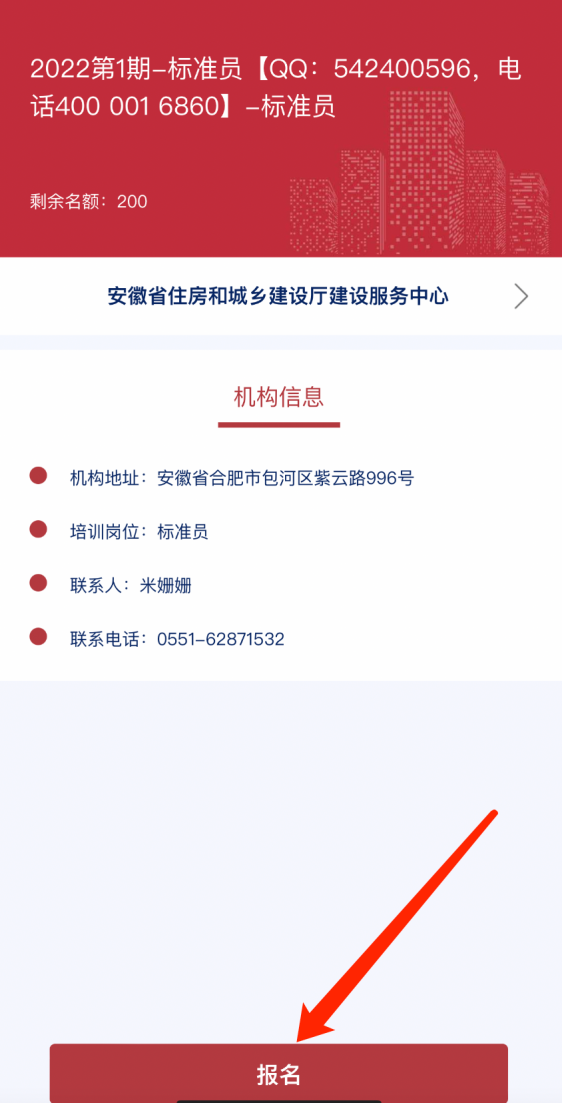 2022第1期-标准员【QQ：542400596，电
话400 001 6860】-标准员
剩余名额：200
安徽省住房和城乡建设厅建设服务中心
机构信息
机构地址：安徽省合肥市包河区紫云路996号
培训岗位：标准员
联系人：米姗姗
联系电话：0551-62871532
报名